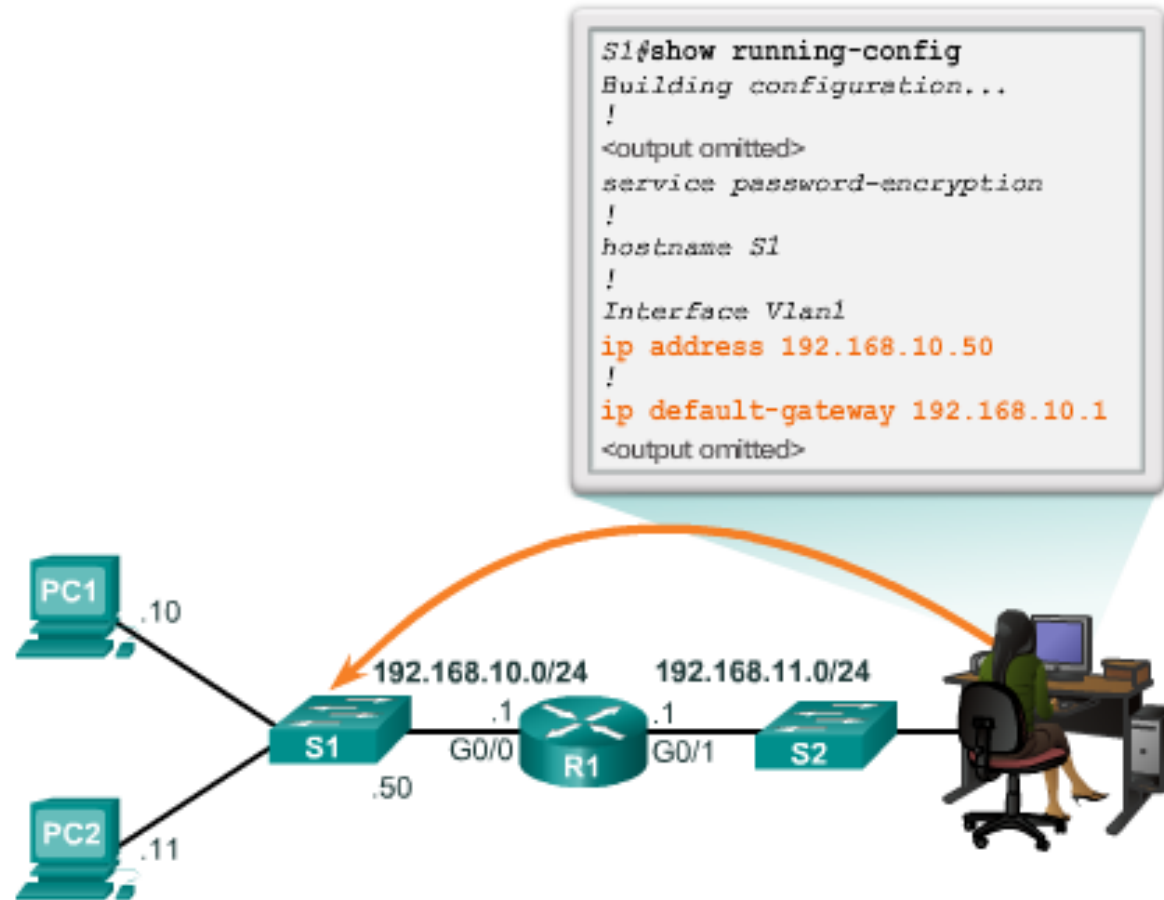 S1#show running-config
Building configuration...
!
<output omitted>
service password-encryption
!
hostname S1
!
Interface Vlan1
ip address 192.168.10.50
!
ip default-gateway 192.168.10.1
<output omitted>
PC1
.10
192.168.10.0/24
192.168.11.0/24
.1
.1
S1
G0/0
R1
G0/1
S2
.50
PC2
.11